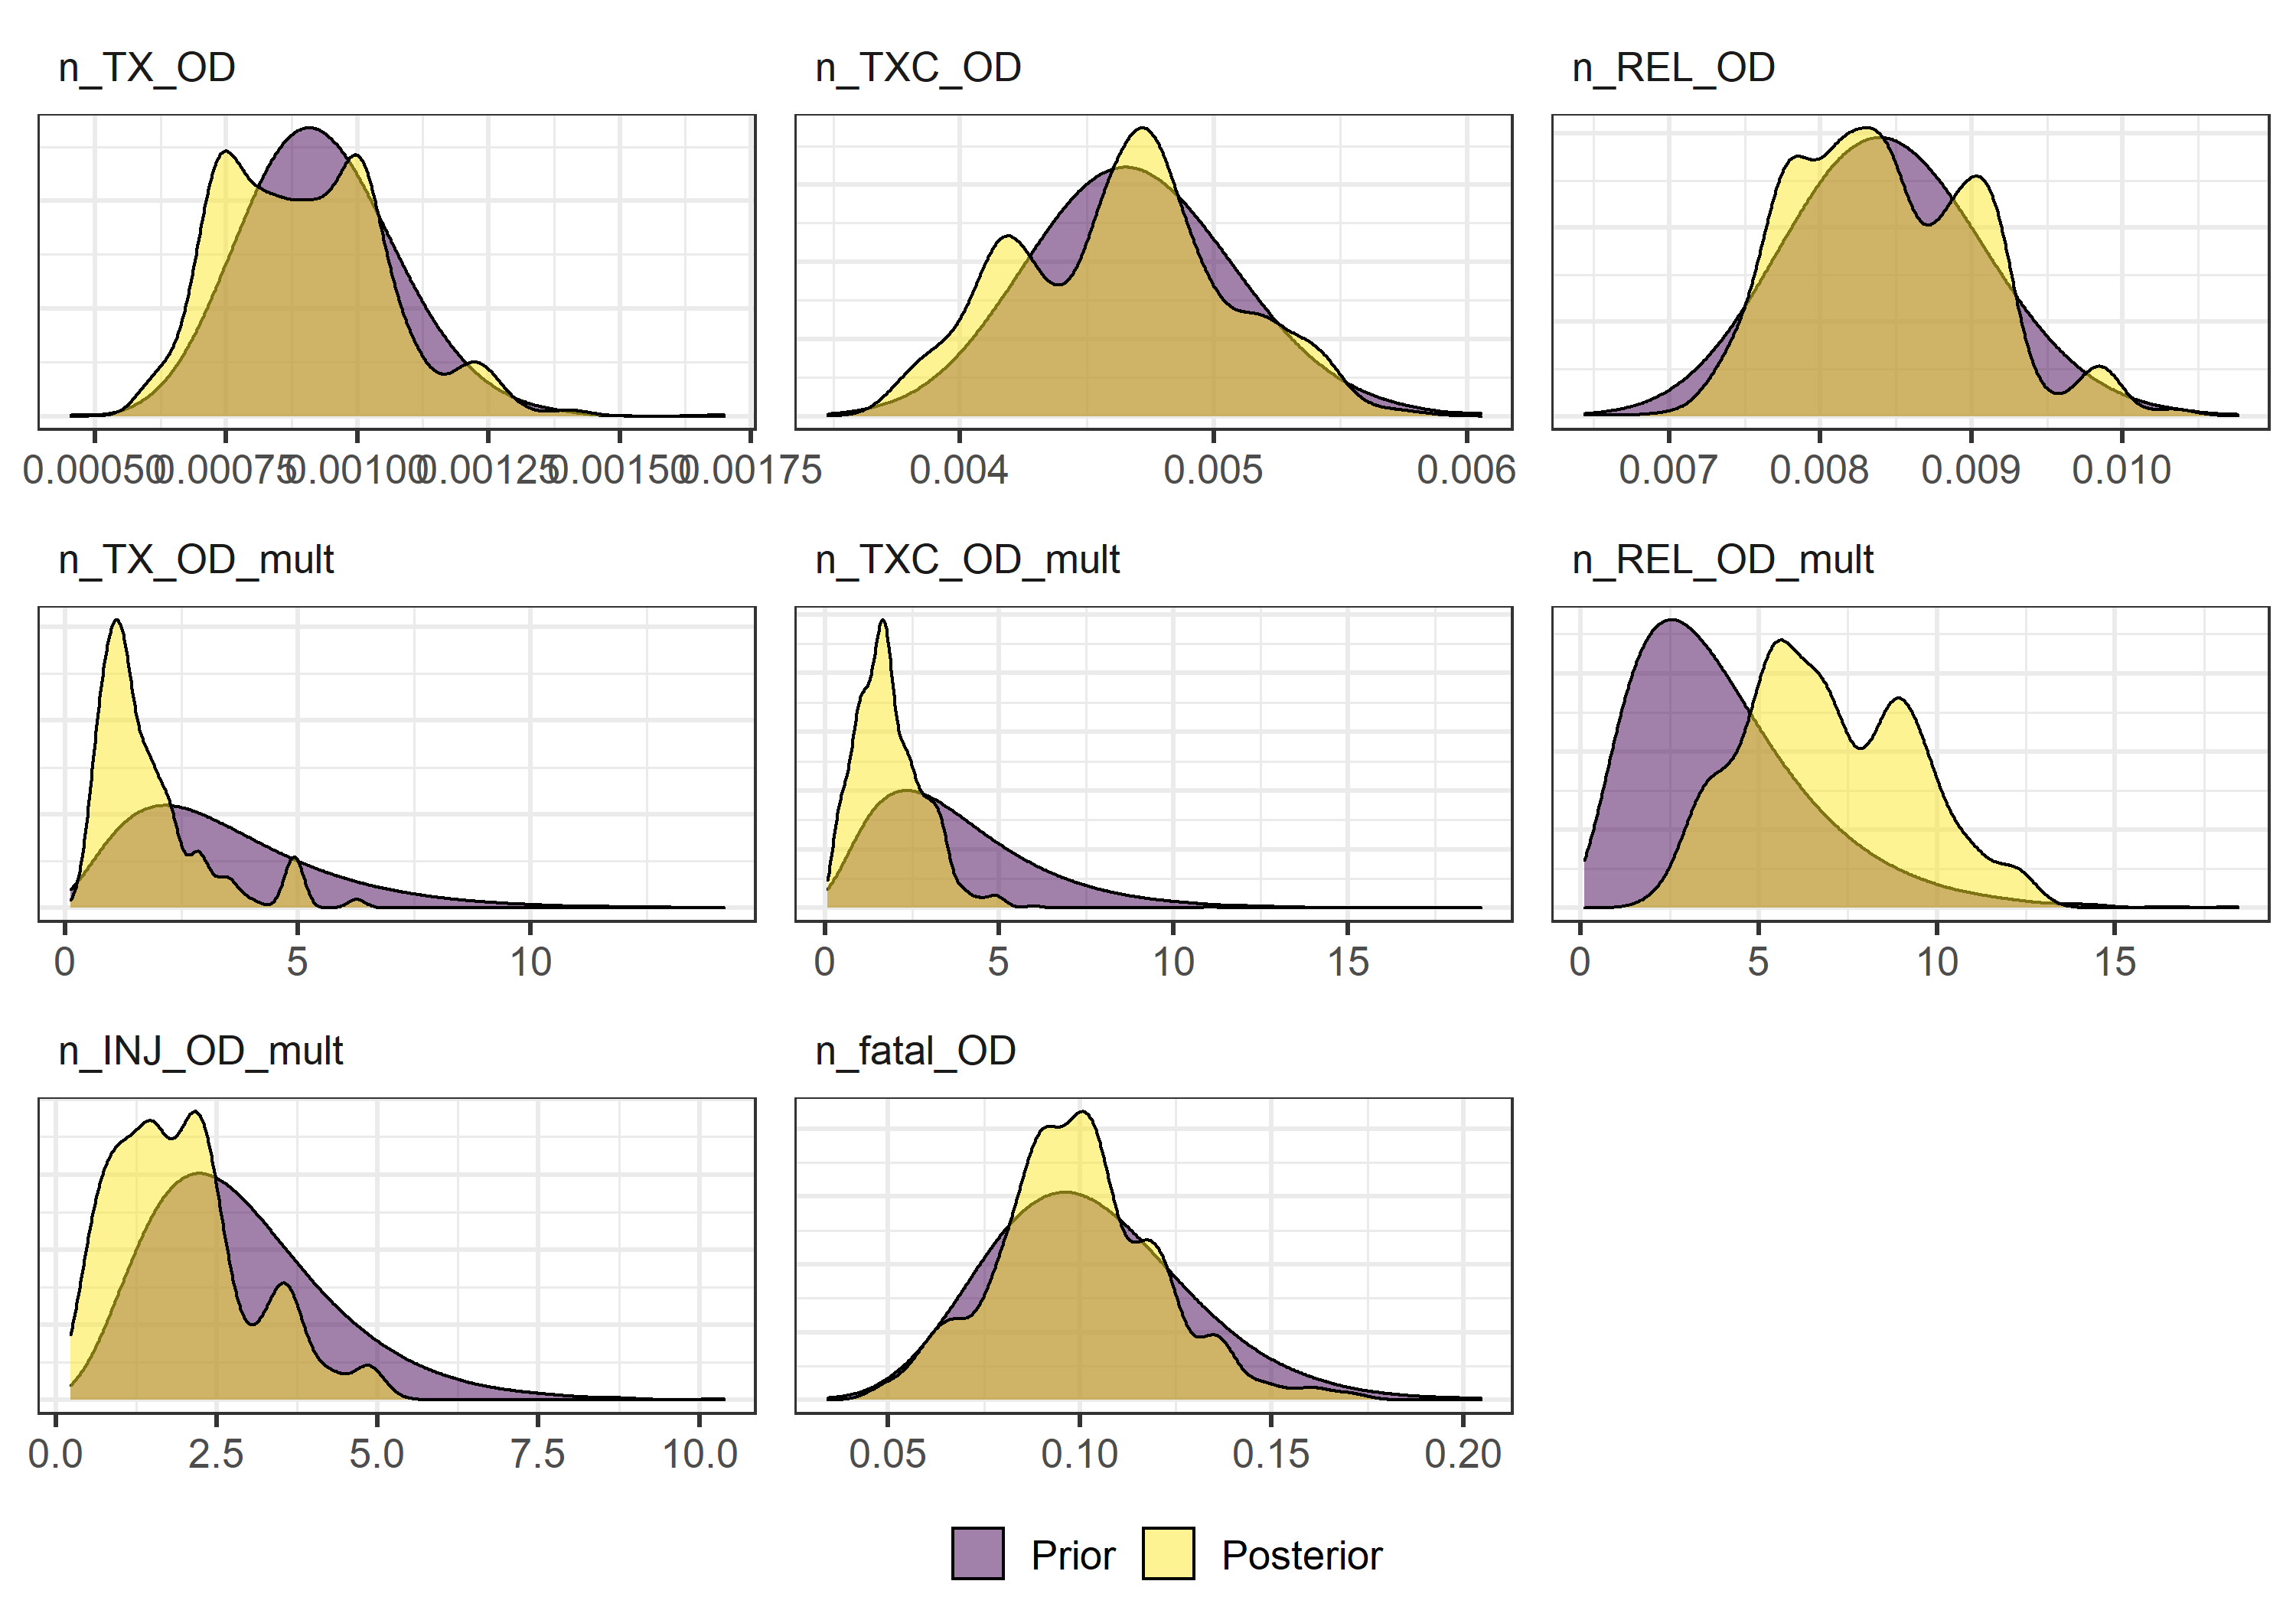 n_TX_OD n_TXC_OD n_REL_OD
0.00050 0.00075 0.00100 0.00125 0.00150 0.00175 0.004 0.005 0.006 0.007 0.008 0.009 0.010
n_TX_OD_mult n_TXC_OD_mult n_REL_OD_mult
0 5 10 0 5 10 15 0 5 10 15
n_INJ_OD_mult n_fatal_OD
0.0 2.5 5.0 7.5 10.0 0.05 0.10 0.15 0.20
Prior Posterior